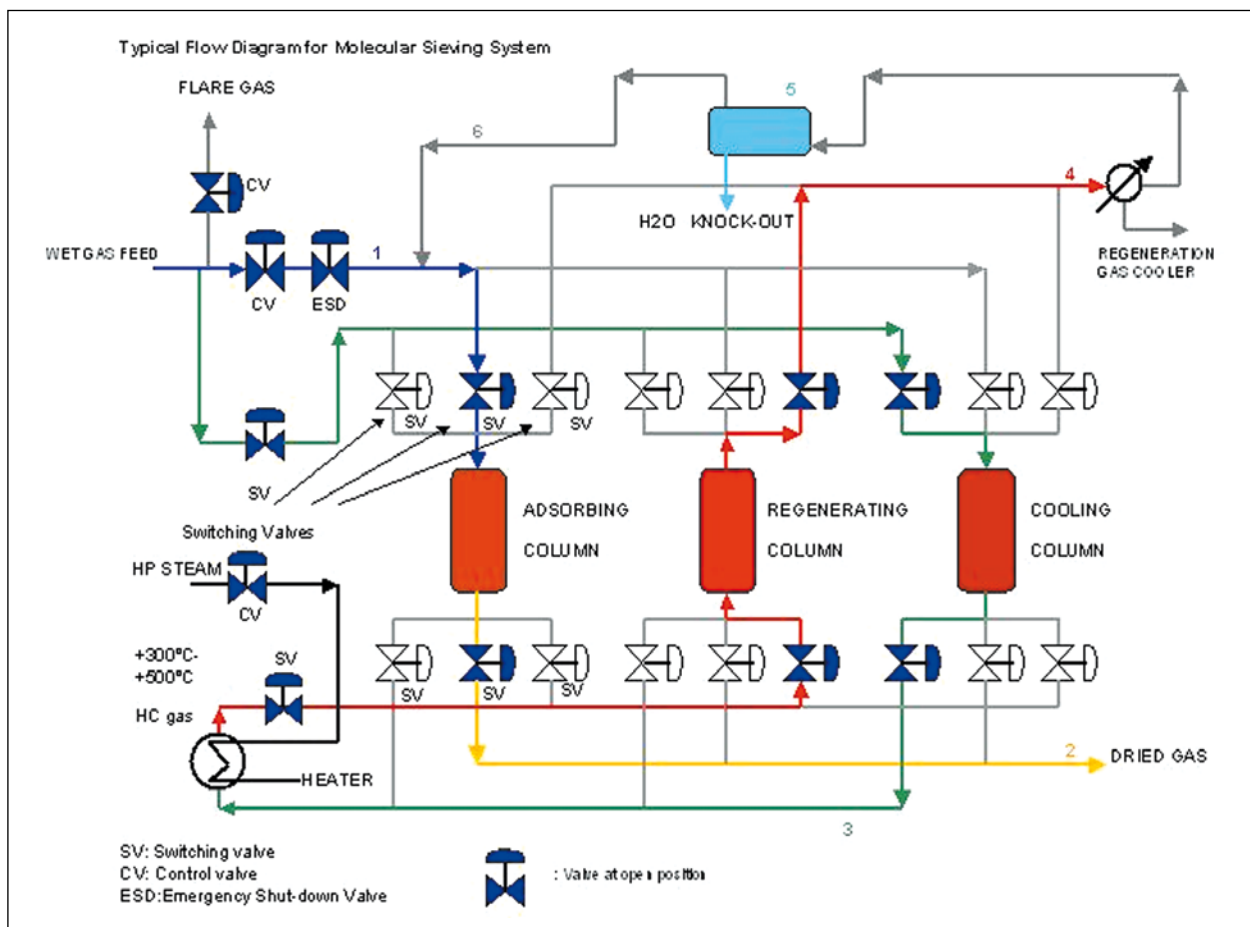 Typical Flow Diagram for Molecular Sieving System
FLARE GAS
5
6
CV
4
H2O KNOCK-OUT
WET GAS FEED
1
REGENERATION
GAS COOLER
CV
ESD
SV
SV
SV
SV
ADSORBING
COLUMN
REGENERATING
COLUMN
COOLING
COLUMN
Switching Valves
HP STEAM
CV
+300°C-
+500°C
SV
SV
SV
SV
HC gas
2
DRIED GAS
HEATER
3
SV: Switching valve
CV: Control valve
ESD:Emergency Shut-down Valve
: Valve at open position